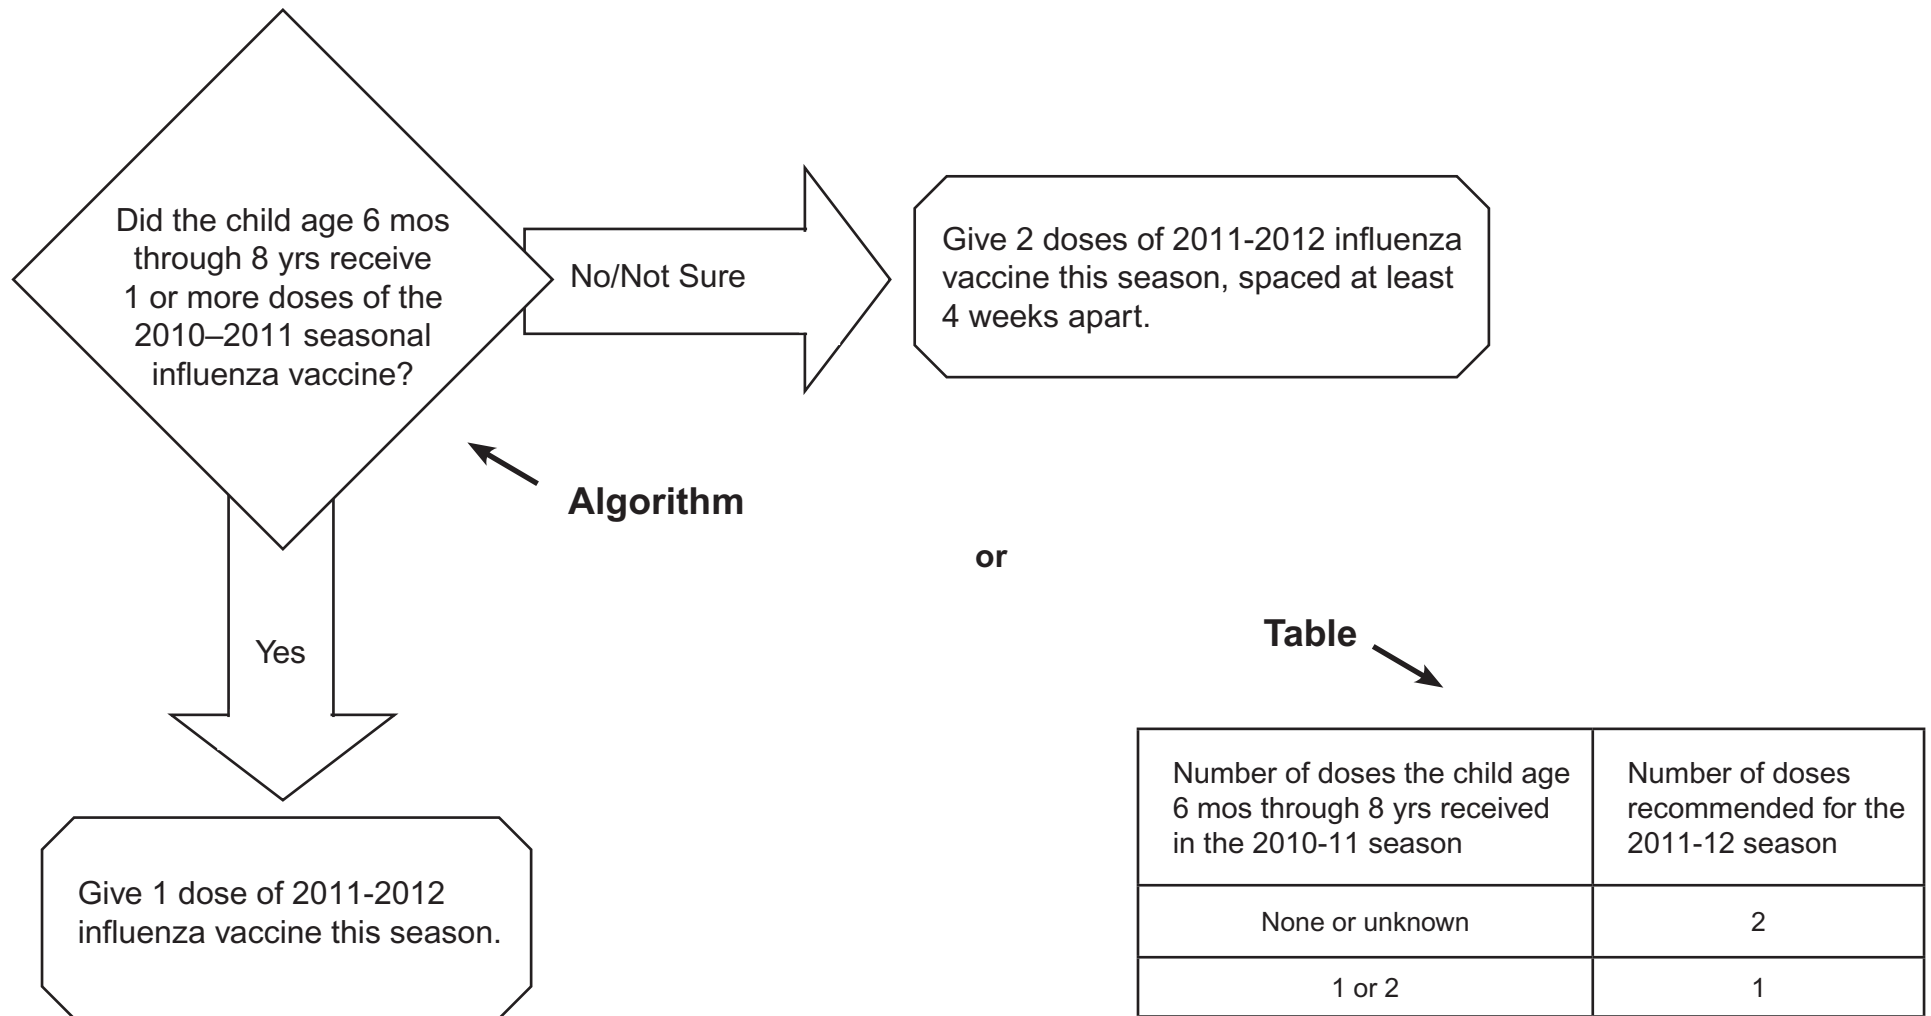 Did the child age 6 mos
through 8 yrs receive
1 or more doses of the
2010–2011 seasonal
influenza vaccine?
No/Not Sure
Give 2 doses of 2011-2012 influenza
vaccine this season, spaced at least
4 weeks apart.
Algorithm
or
Yes
Give 1 dose of 2011-2012
influenza vaccine this season.
Table
Number of doses the child age
6 mos through 8 yrs received
in the 2010-11 season
Number of doses
recommended for the
2011-12 season
None or unknown
2
1 or 2
1